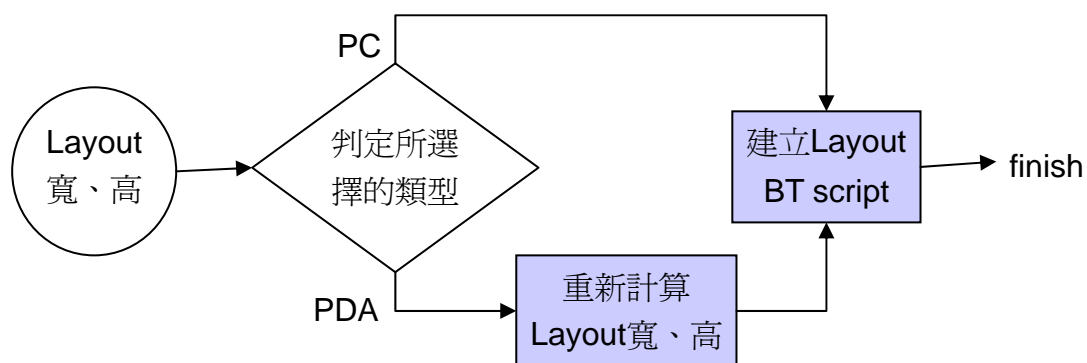 PC
Layout
寬、高
判定所選
擇的類型
建立Layout
BT script
finish
PDA
重新計算
Layout寬、高